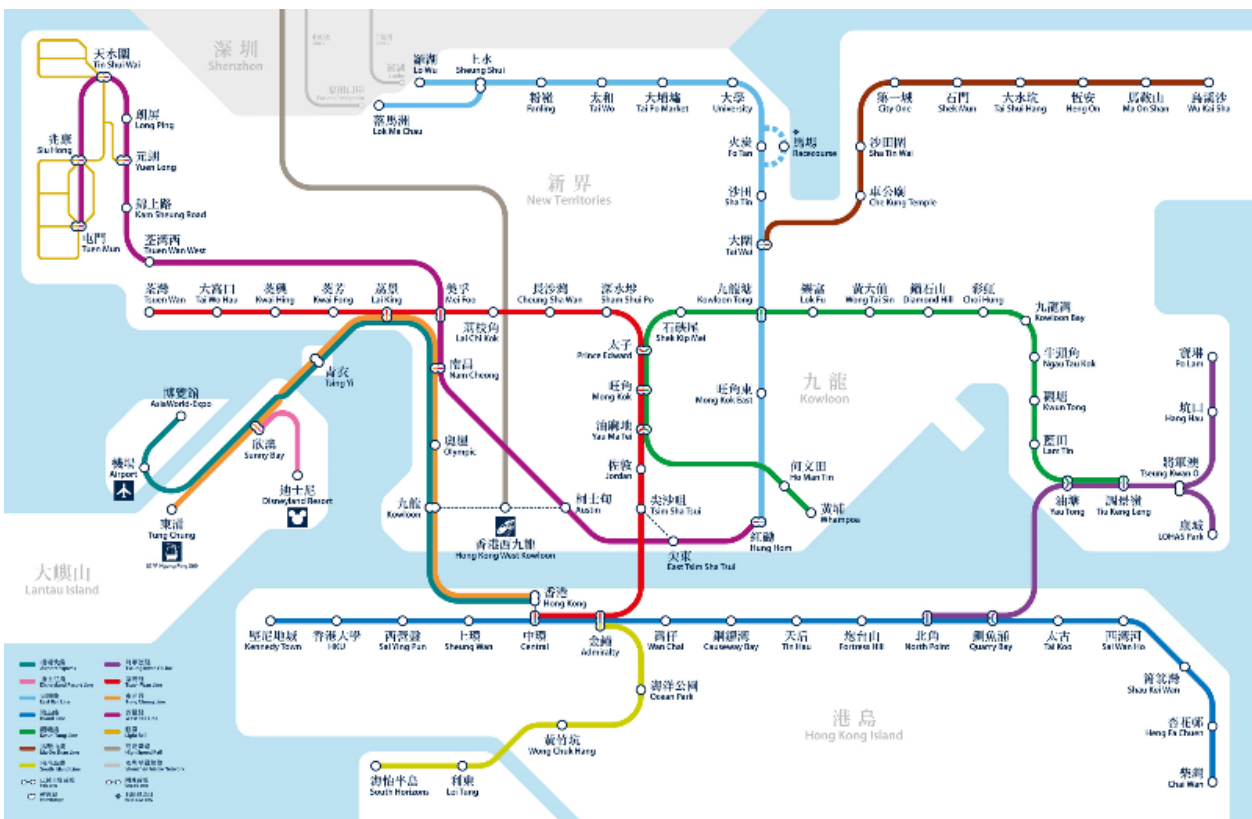 深圳
Shenzhen
天水圍
Tin Shui Wai
朗屏
Long Ping
兆康
Siu Hong
元朗
Yuen Long
錦上路
Kam Sheung Road
屯門
Tuen Mun
荃灣西
Tsuen Wan West
羅湖
Lo Wu
上水
Sheung Shui
落馬洲
Lok Ma Chau
粉嶺
Fanling
太和
Tai Wo
大埔墟
Tai Po Market
大學
University
火炭
Fo Tan
馬場
Racecourse
沙田
Sha Tin
大圍
Tai Wai
新界
New Territories
第一城
City One
石門
Shek Mun
大水坑
Tai Shui Hang
恆安
Heng On
馬鞍山
Ma On Shan
烏溪沙
Wu Kai Sha
沙田圍
Sha Tin Wai
車公廟
Che Kung Temple
荃灣
Tsuen Wan
大窩口
Tai Wo Hau
葵興
Kwai Hing
葵芳
Kwai Fong
荔景
Lai King
美孚
Mei Foo
荔枝角
Lai Chi Kok
長沙灣
Cheung Sha Wan
深水埗
Sham Shui Po
石硤尾
Shek Kip Mei
九龍塘
Kowloon Tong
樂富
Lok Fu
黃大仙
Wong Tai Sin
鑽石山
Diamond Hill
彩虹
Choi Hung
九龍灣
Kowloon Bay
牛頭角
Ngau Tau Kok
觀塘
Kwun Tong
藍田
Lam Tin
油塘
Yau Tong
調景嶺
Tiu Keng Leng
將軍澳
Tseung Kwan O
寶琳
Po Lam
坑口
Hang Hau
康城
LOHAS Park
太子
Prince Edward
旺角
Mong Kok
油麻地
Yau Ma Tei
旺角東
Mong Kok East
九龍
Kowloon
佐敦
Jordan
何文田
Ho Man Tin
黃埔
Whampoa
尖沙咀
Tsim Sha Tsui
尖東
East Tsim Sha Tsui
紅磡
Hung Hom
南昌
Nam Cheong
奧運
Olympic
九龍
Kowloon
香港西九龍
Hong Kong West Kowloon
柯士甸
Austin
青衣
Tsing Yi
博覽館
AsiaWorld-Expo
機場
Airport
欣澳
Sunny Bay
迪士尼
Disneyland Resort
東涌
Tung Chung
大嶼山
Lantau Island
香港
Hong Kong
堅尼地城
Kennedy Town
香港大學
HKU
西營盤
Sai Ying Pun
上環
Sheung Wan
中環
Central
金鐘
Admiralty
灣仔
Wan Chai
銅鑼灣
Causeway Bay
天后
Tin Hau
炮台山
Fortress Hill
北角
North Point
鰂魚涌
Quarry Bay
太古
Tai Koo
西灣河
Sai Wan Ho
筲箕灣
Shau Kei Wan
杏花邨
Heng Fa Chuen
柴灣
Chai Wan
海洋公園
Ocean Park
黃竹坑
Wong Chuk Hang
利東
Lei Tung
海怡半島
South Horizons
港島
Hong Kong Island